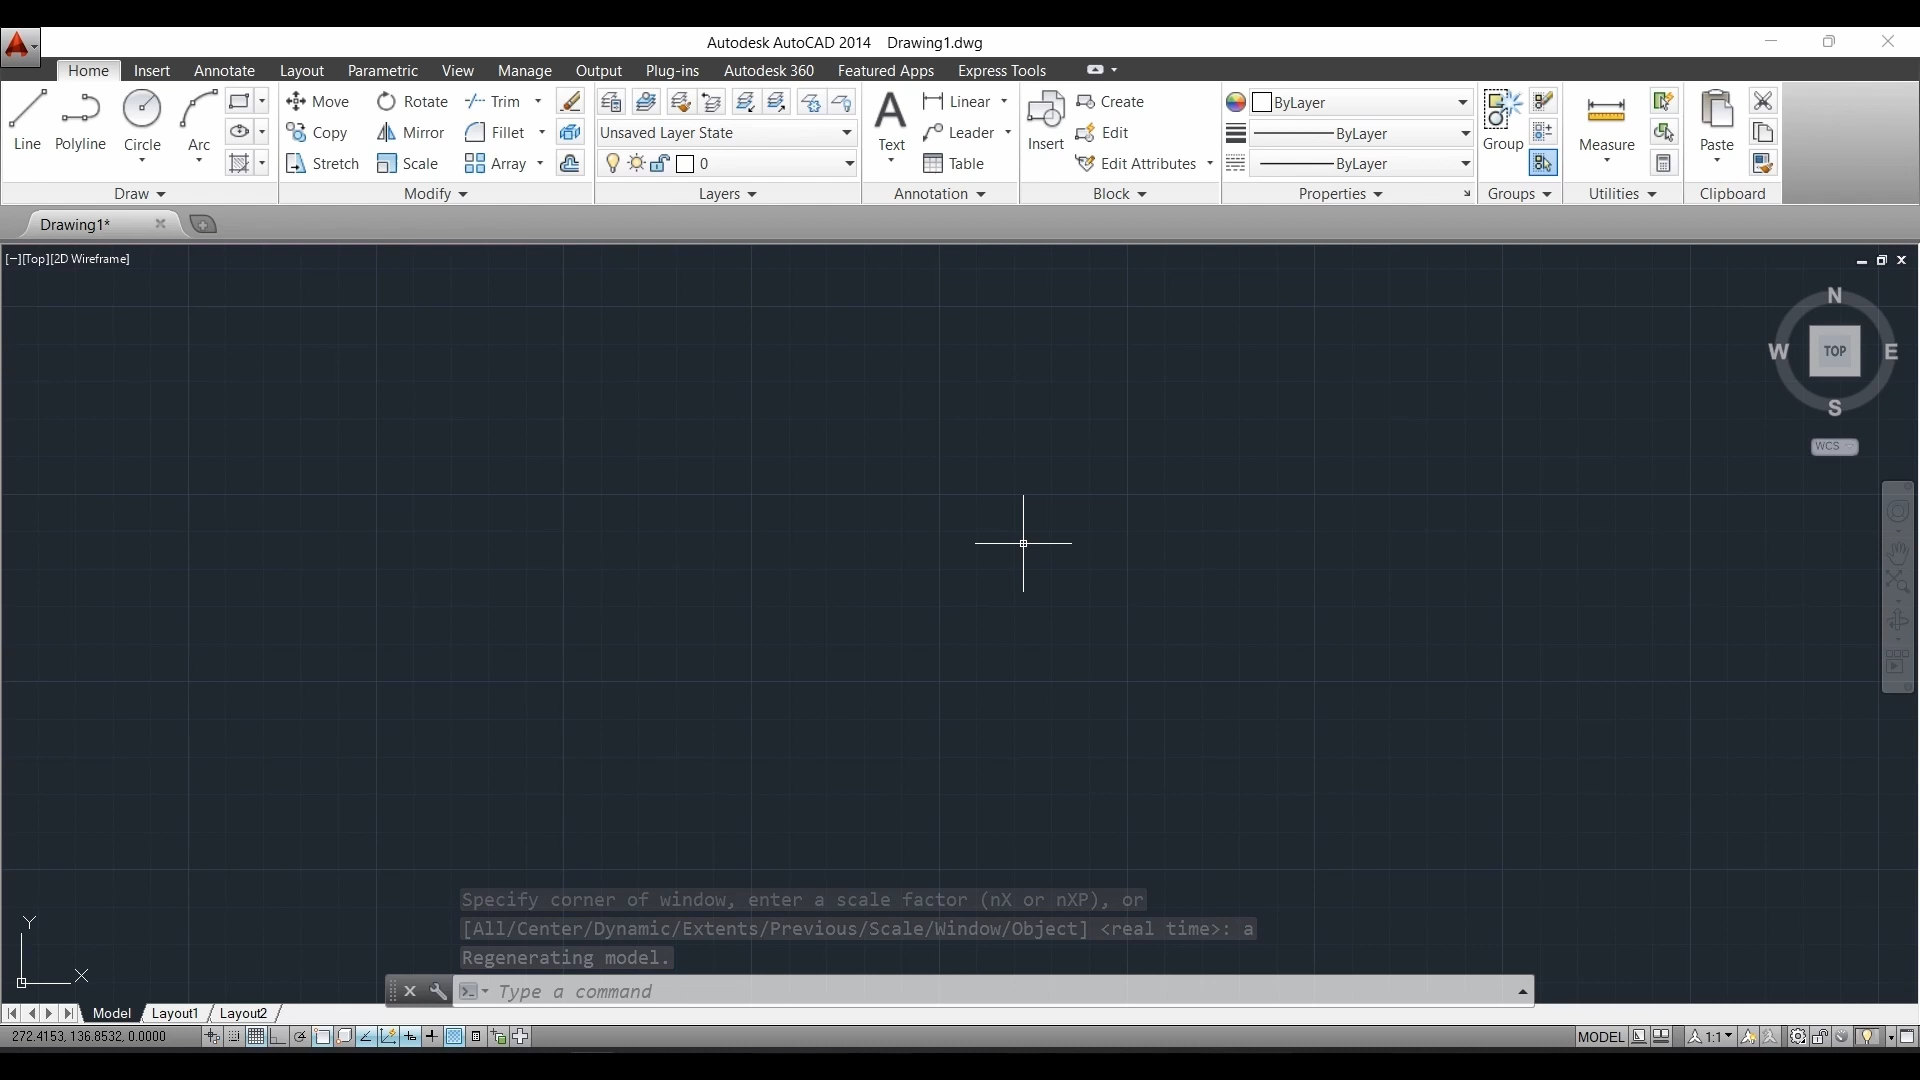 Autodesk AutoCAD 2014 Drawing1.dwg
Home Insert Annotate Layout Parametric View Manage Output Plug-ins Autodesk 360 Featured Apps Express Tools
Line Polyline Circle Arc
Draw
Move Rotate Trim
Copy Mirror Fillet
Stretch Scale Array
Modify
Unsaved Layer State
0
Layers
Text
Linear
Leader
Table
Annotation
Insert
Create
Edit
Edit Attributes
Block
ByLayer
ByLayer
ByLayer
Properties
Group
Groups
Measure
Utilities
Paste
Clipboard
Drawing1*
[−][Top][2D Wireframe]
N
W TOP E
S
WCS
Specify corner of window, enter a scale factor (nX or nXP), or
[All/Center/Dynamic/Extents/Previous/Scale/Window/Object] <real time>: a
Regenerating model.
Y
X
Type a command
Model Layout1 Layout2
272.4153, 136.8532, 0.0000 MODEL 1:1